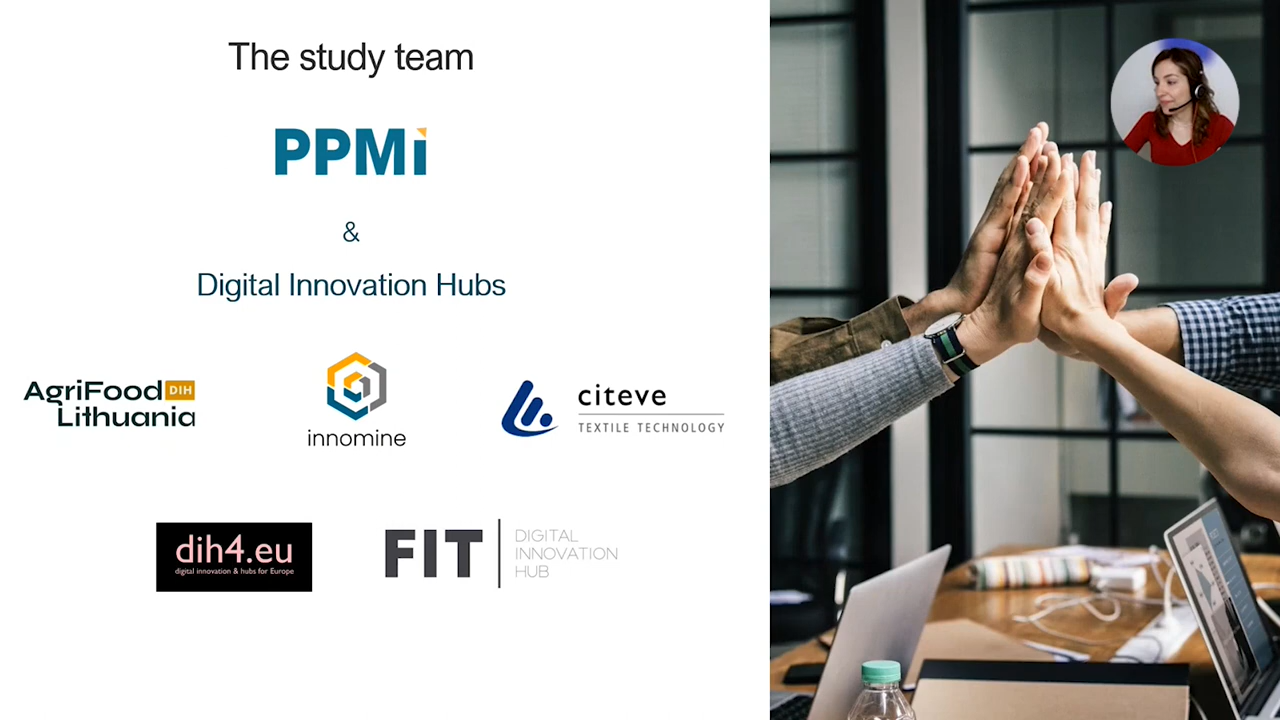 The study team
PPMi
&
Digital Innovation Hubs
AgriFood DIH
Lithuania
innomine
citeve
TEXTILE TECHNOLOGY
dih4.eu
digital innovation & hubs for Europe
FIT
DIGITAL
INNOVATION
HUB